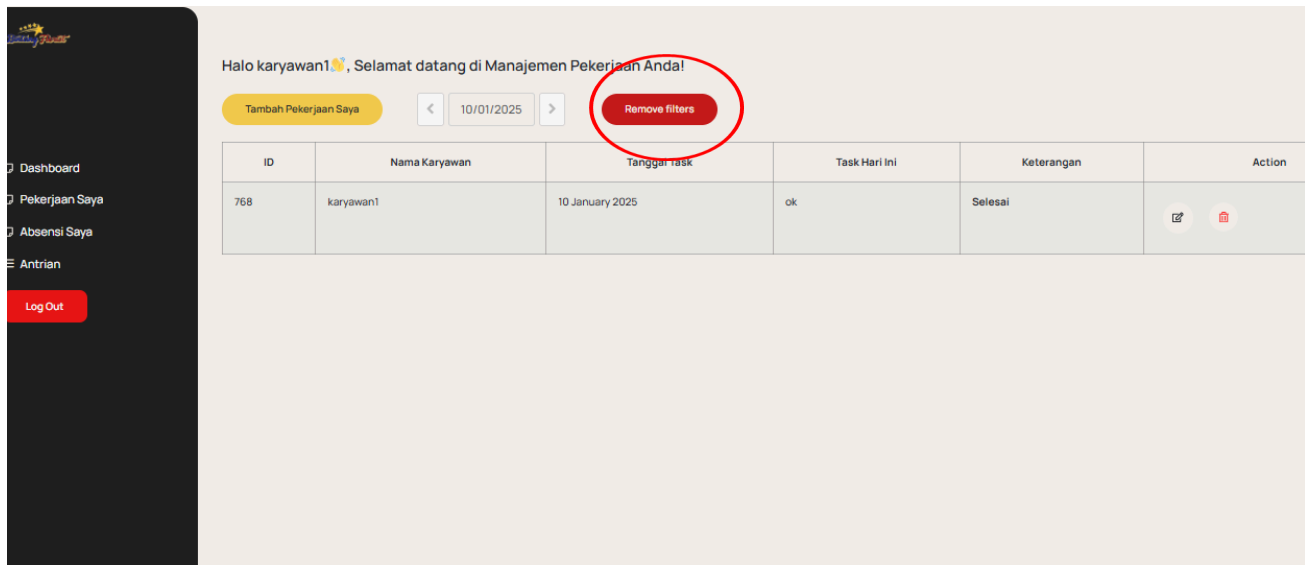 Halo karyawan1👋, Selamat datang di Manajemen Pekerjaan Anda!
Tambah Pekerjaan Saya
<
10/01/2025
>
Remove filters
Dashboard
Pekerjaan Saya
Absensi Saya
Antrian
Log Out
ID Nama Karyawan Tanggal Task Task Hari Ini Keterangan Action
768 karyawan1 10 January 2025 ok Selesai